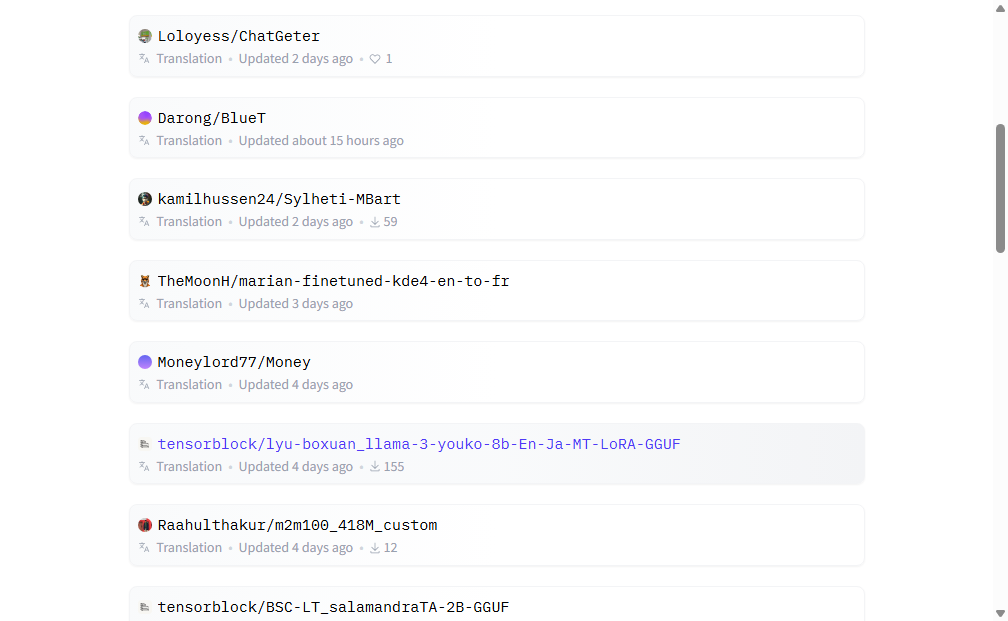 Loloyess/ChatGeter
Translation • Updated 2 days ago • 1
Darong/BlueT
Translation • Updated about 15 hours ago
kamilhussen24/Sylheti-MBart
Translation • Updated 2 days ago • 59
TheMoonH/marian-finetuned-kde4-en-to-fr
Translation • Updated 3 days ago
Moneylord77/Money
Translation • Updated 4 days ago
tensorblock/lyu-boxuan_llama-3-youko-8b-En-Ja-MT-LoRA-GGUF
Translation • Updated 4 days ago • 155
Raahulthakur/m2m100_418M_custom
Translation • Updated 4 days ago • 12
tensorblock/BSC-LT_salamandraTA-2B-GGUF